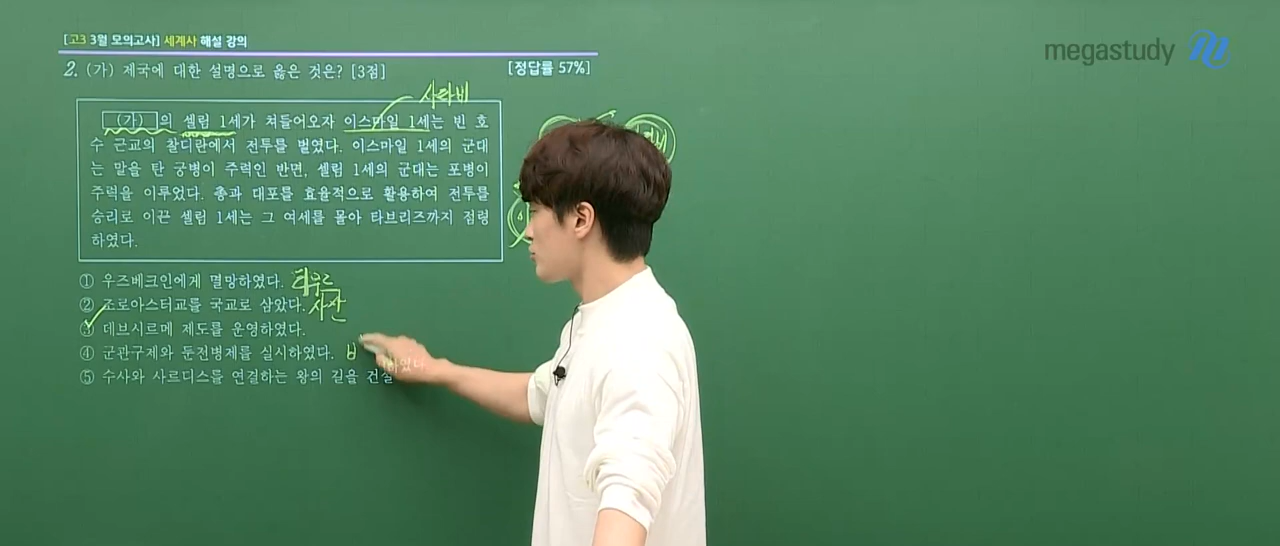 [고3 3월 모의고사] 세계사 해설 강의
megastudy
2. (가) 제국에 대한 설명으로 옳은 것은? [3점]
[정답률 57%]
사파비
(가) 의 셀림 1세가 쳐들어오자 이스마일 1세는 빈 호
수 근교의 찰디란에서 전투를 벌였다. 이스마일 1세의 군대
는 말을 탄 궁병이 주력인 반면, 셀림 1세의 군대는 포병이
주력을 이루었다. 총과 대포를 효율적으로 활용하여 전투를
승리로 이끈 셀림 1세는 그 여세를 몰아 타브리즈까지 점령
하였다.
① 우즈베크인에게 멸망하였다. 티무르
② 조로아스터교를 국교로 삼았다. 사산
③ 데브시르메 제도를 운영하였다.
④ 군관구제와 둔전병제를 실시하였다. ㅂ
⑤ 수사와 사르디스를 연결하는 왕의 길을 건설하였다.